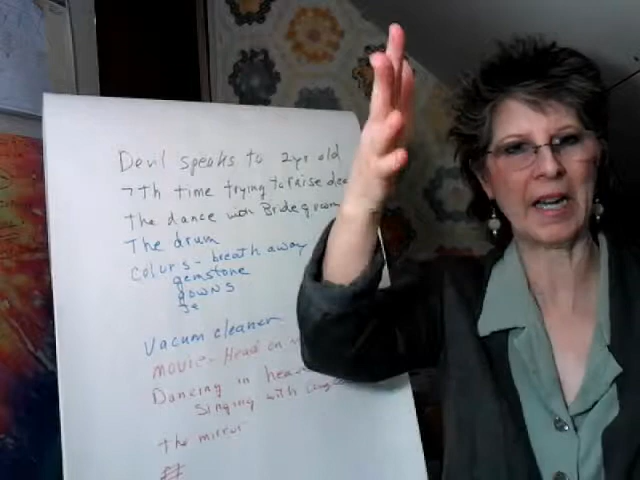 Devil speaks to 2yr old
7th time trying to raise
The dance with Bridegroom
The drum
Colors - breath away
gemstone
gowns
Je
Vacum cleaner
movie - Head on
Dancing in
Singing with
The mirror